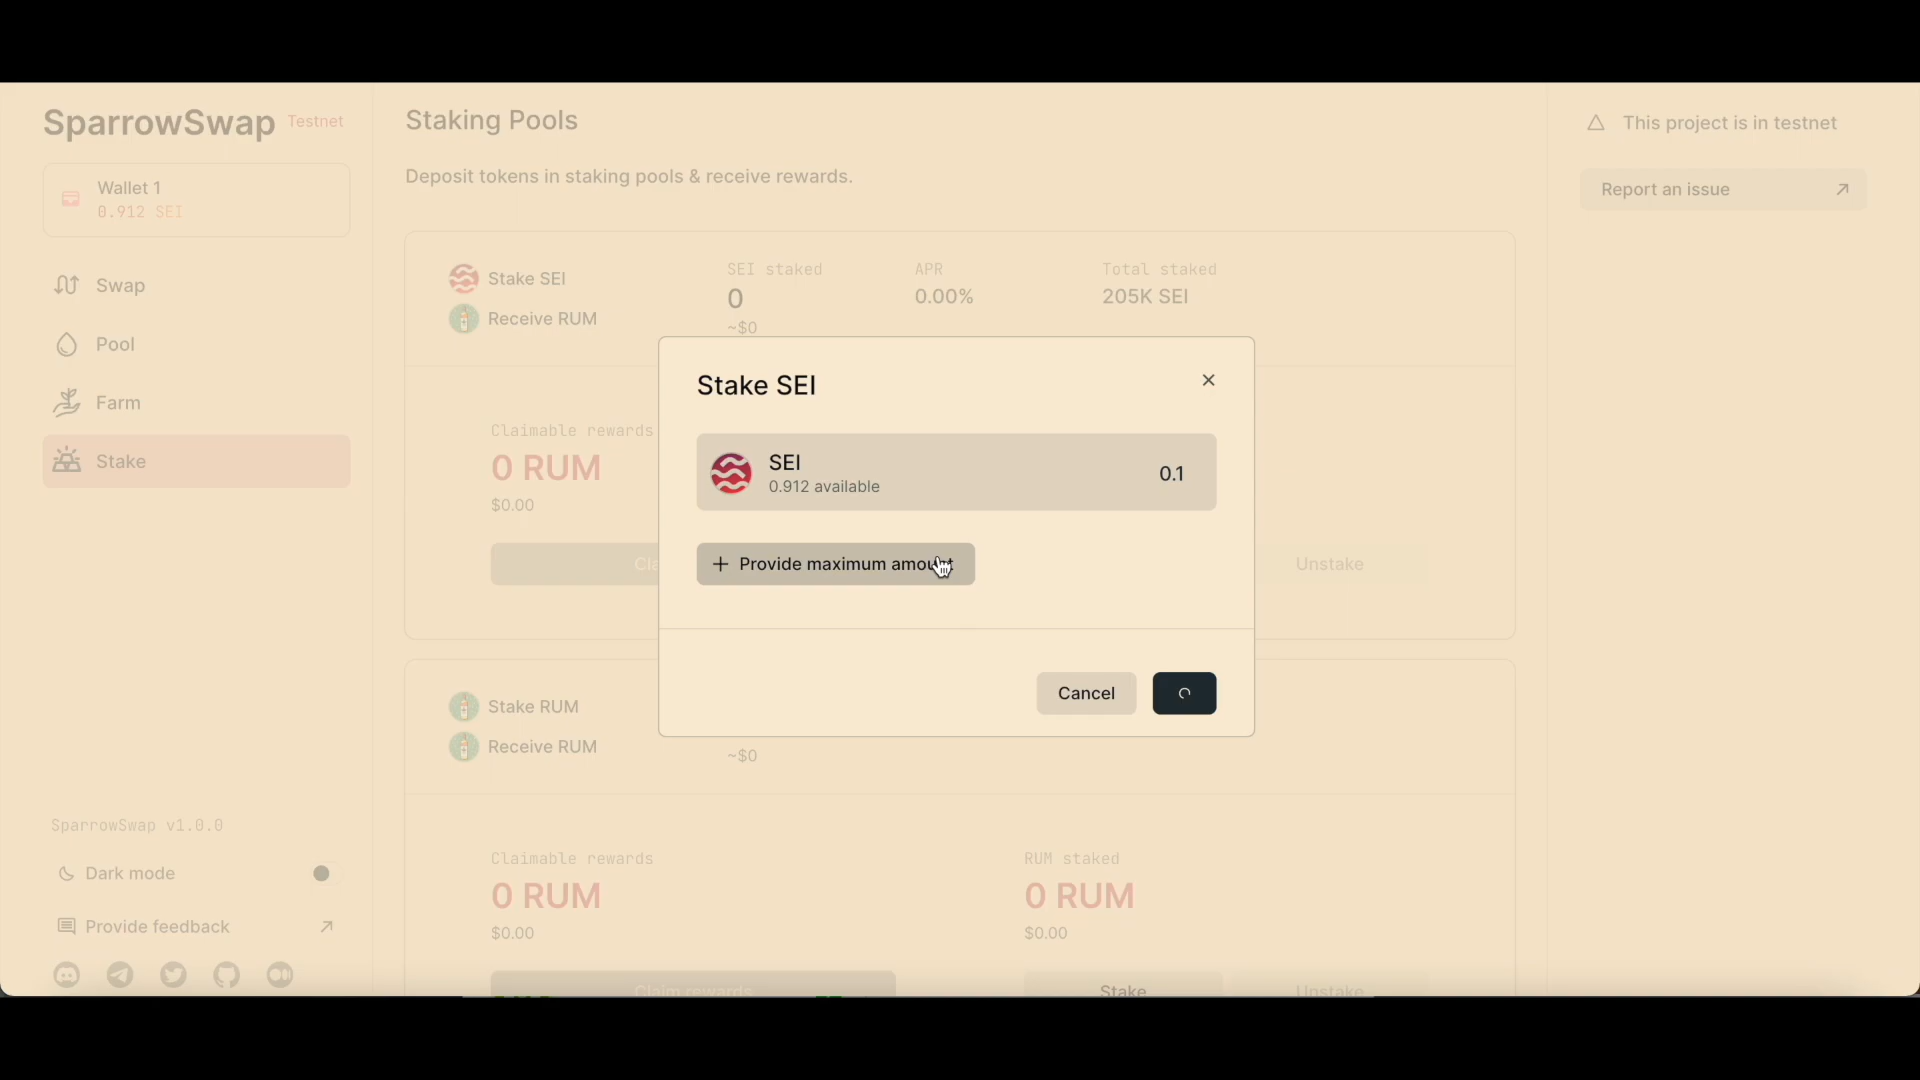 SparrowSwap Testnet
Wallet 1
0.912 SEI
Swap
Pool
Farm
Stake
SparrowSwap v1.0.0
Dark mode
Provide feedback
Staking Pools
Deposit tokens in staking pools & receive rewards.
Stake SEI
Receive RUM
SEI staked
0
~$0
APR
0.00%
Total staked
205K SEI
Claimable rewards
0 RUM
$0.00
Unstake
Stake SEI
SEI
0.912 available
0.1
Provide maximum amount
Cancel
Stake RUM
Receive RUM
~$0
Claimable rewards
0 RUM
$0.00
Claim rewards
RUM staked
0 RUM
$0.00
Stake
Unstake
This project is in testnet
Report an issue